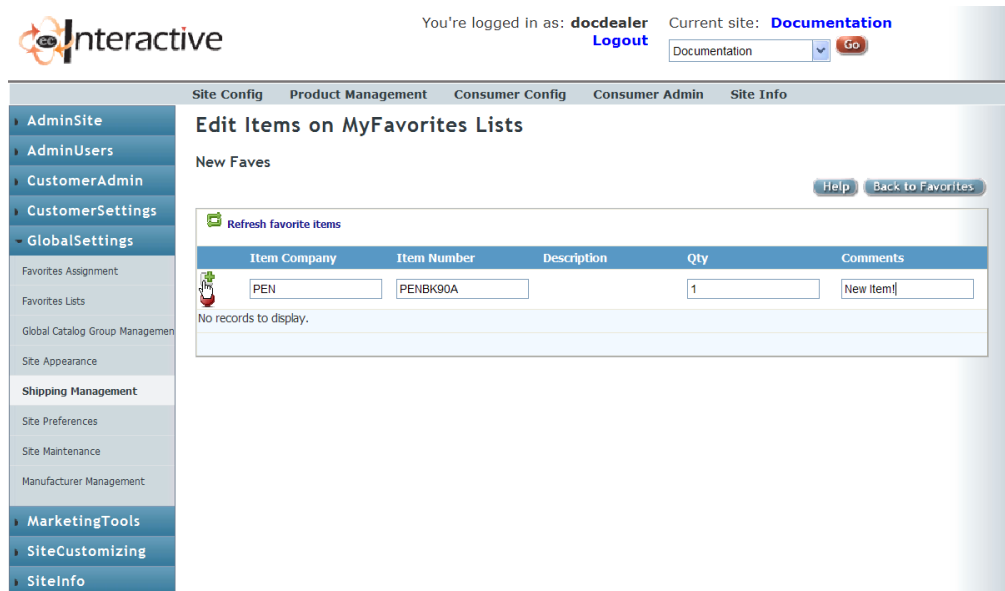 ec Interactive
You're logged in as: docdealer
Logout
Current site: Documentation
Documentation Go
Site Config Product Management Consumer Config Consumer Admin Site Info
AdminSite
AdminUsers
CustomerAdmin
CustomerSettings
GlobalSettings
Favorites Assignment
Favorites Lists
Global Catalog Group Managemen
Site Appearance
Shipping Management
Site Preferences
Site Maintenance
Manufacturer Management
MarketingTools
SiteCustomizing
SiteInfo
Edit Items on MyFavorites Lists
New Faves
Help Back to Favorites
Refresh favorite items
Item Company Item Number Description Qty Comments
PEN PENBK90A 1 New Item!
No records to display.